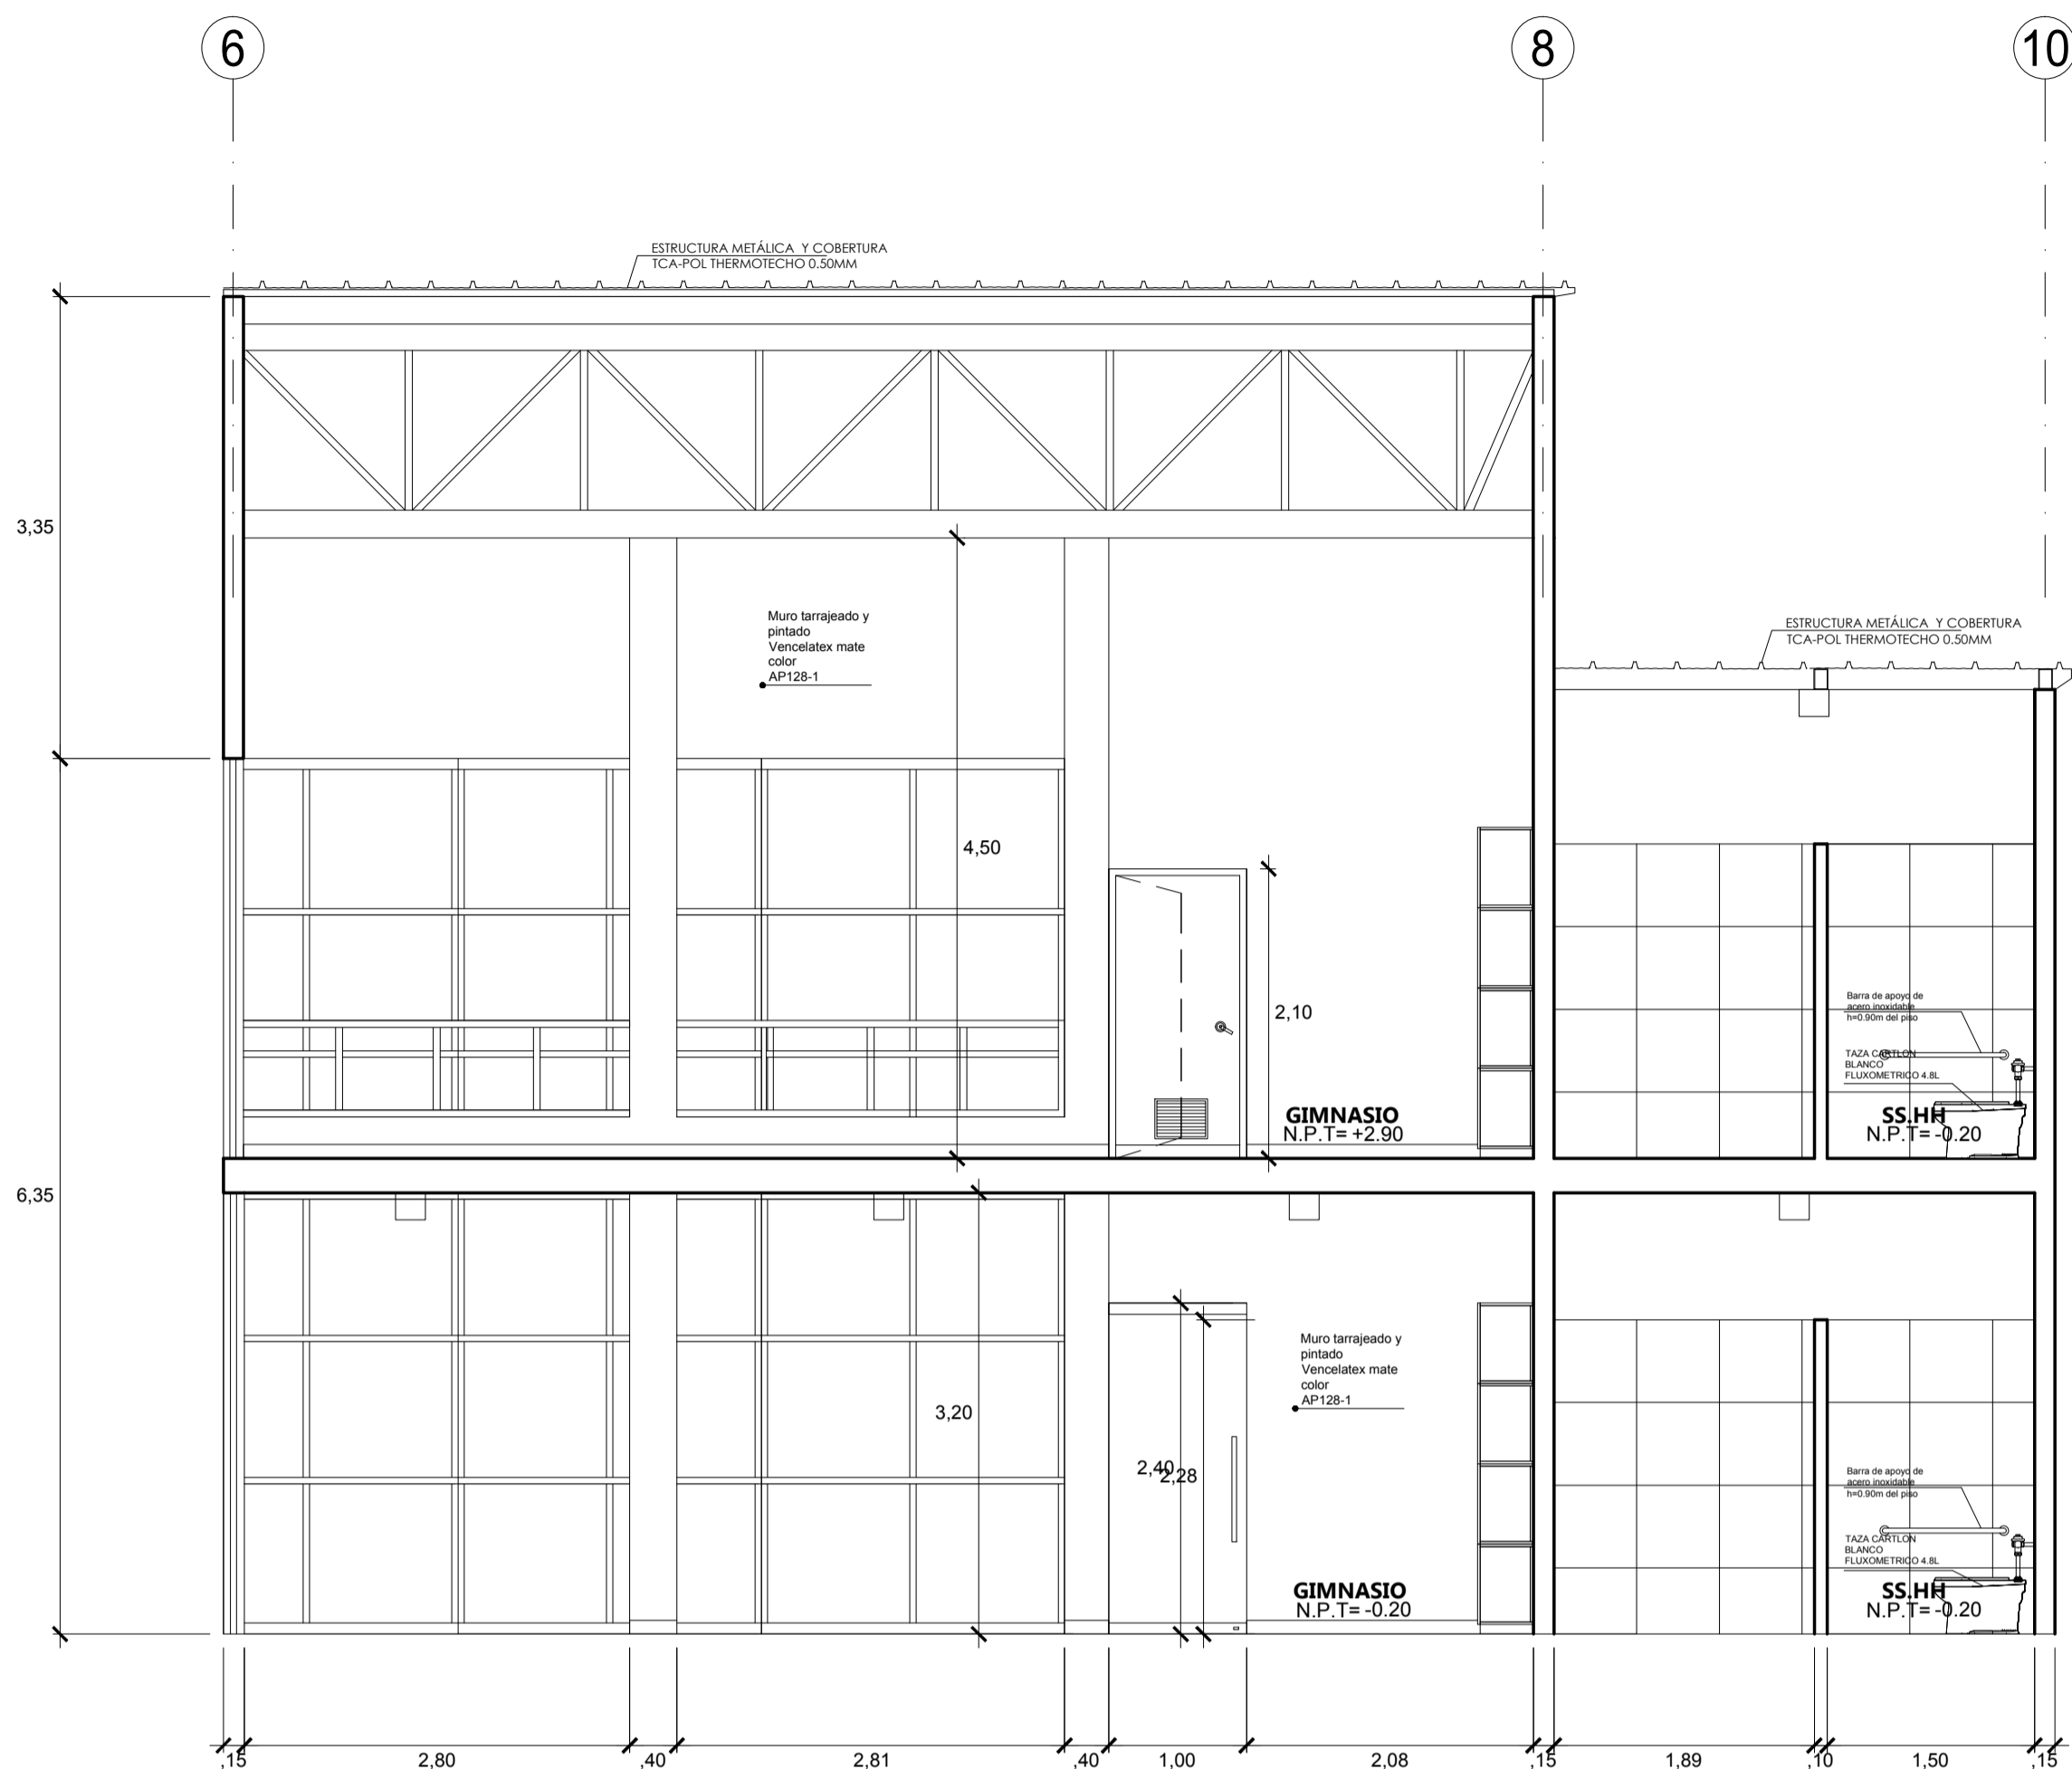 6
8
10
ESTRUCTURA METÁLICA Y COBERTURA
TCA-POL THERMOTECHO 0.50MM
3,35
Muro tarrajeado y
pintado
Vencelatex mate
color
AP128-1
ESTRUCTURA METÁLICA Y COBERTURA
TCA-POL THERMOTECHO 0.50MM
4,50
2,10
Barra de apoyo de
acero inoxidable
h=0.90m del piso
TAZA CARTLON
BLANCO
FLUXOMETRICO 4.8L
GIMNASIO
N.P.T= +2.90
SS.HH
N.P.T= -0.20
6,35
Muro tarrajeado y
pintado
Vencelatex mate
color
AP128-1
3,20
2,40
2,28
Barra de apoyo de
acero inoxidable
h=0.90m del piso
TAZA CARTLON
BLANCO
FLUXOMETRICO 4.8L
GIMNASIO
N.P.T= -0.20
SS.HH
N.P.T= -0.20
,15 2,80 ,40 2,81 ,40 1,00 2,08 ,15 1,89 ,10 1,50 ,15